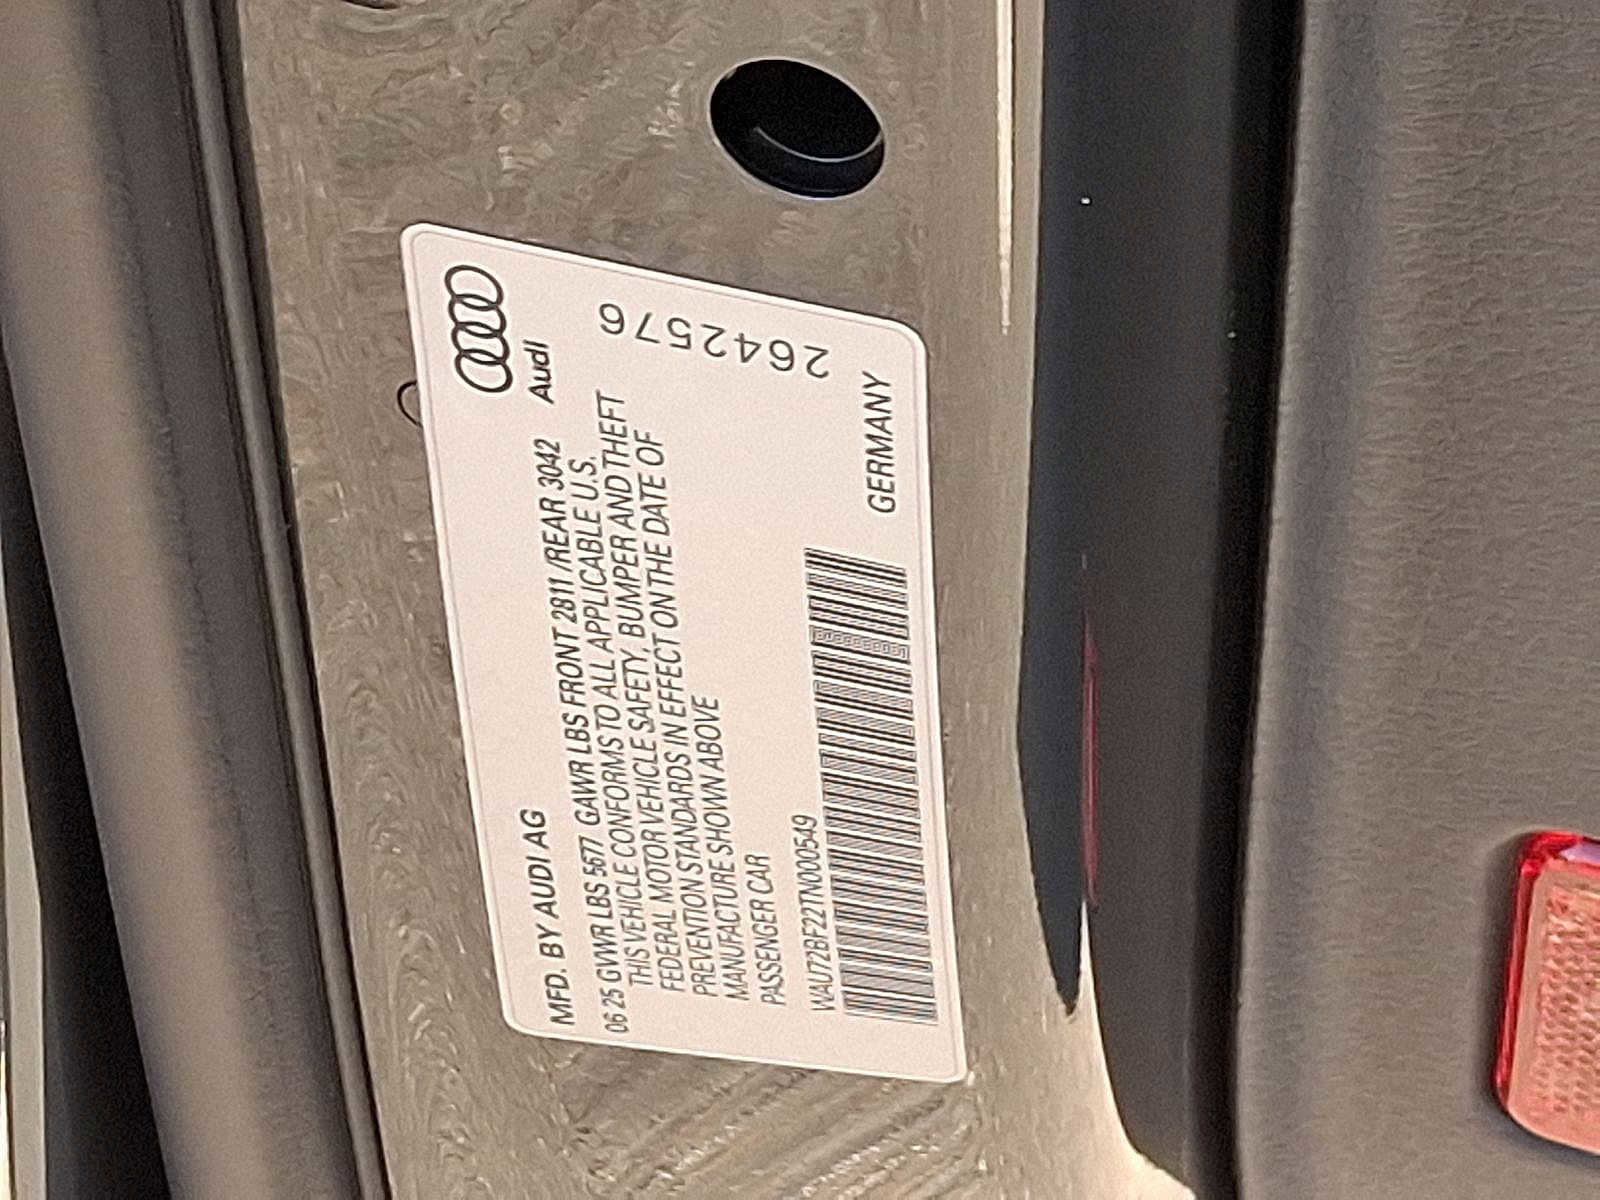 Audi
MFD. BY AUDI AG
06 25 GVWR LBS 5677 GAWR LBS FRONT 2811 /REAR 3042
THIS VEHICLE CONFORMS TO ALL APPLICABLE U.S.
FEDERAL MOTOR VEHICLE SAFETY, BUMPER AND THEFT
PREVENTION STANDARDS IN EFFECT ON THE DATE OF
MANUFACTURE SHOWN ABOVE
PASSENGER CAR
WAU72BF22TN000549
GERMANY
2642576